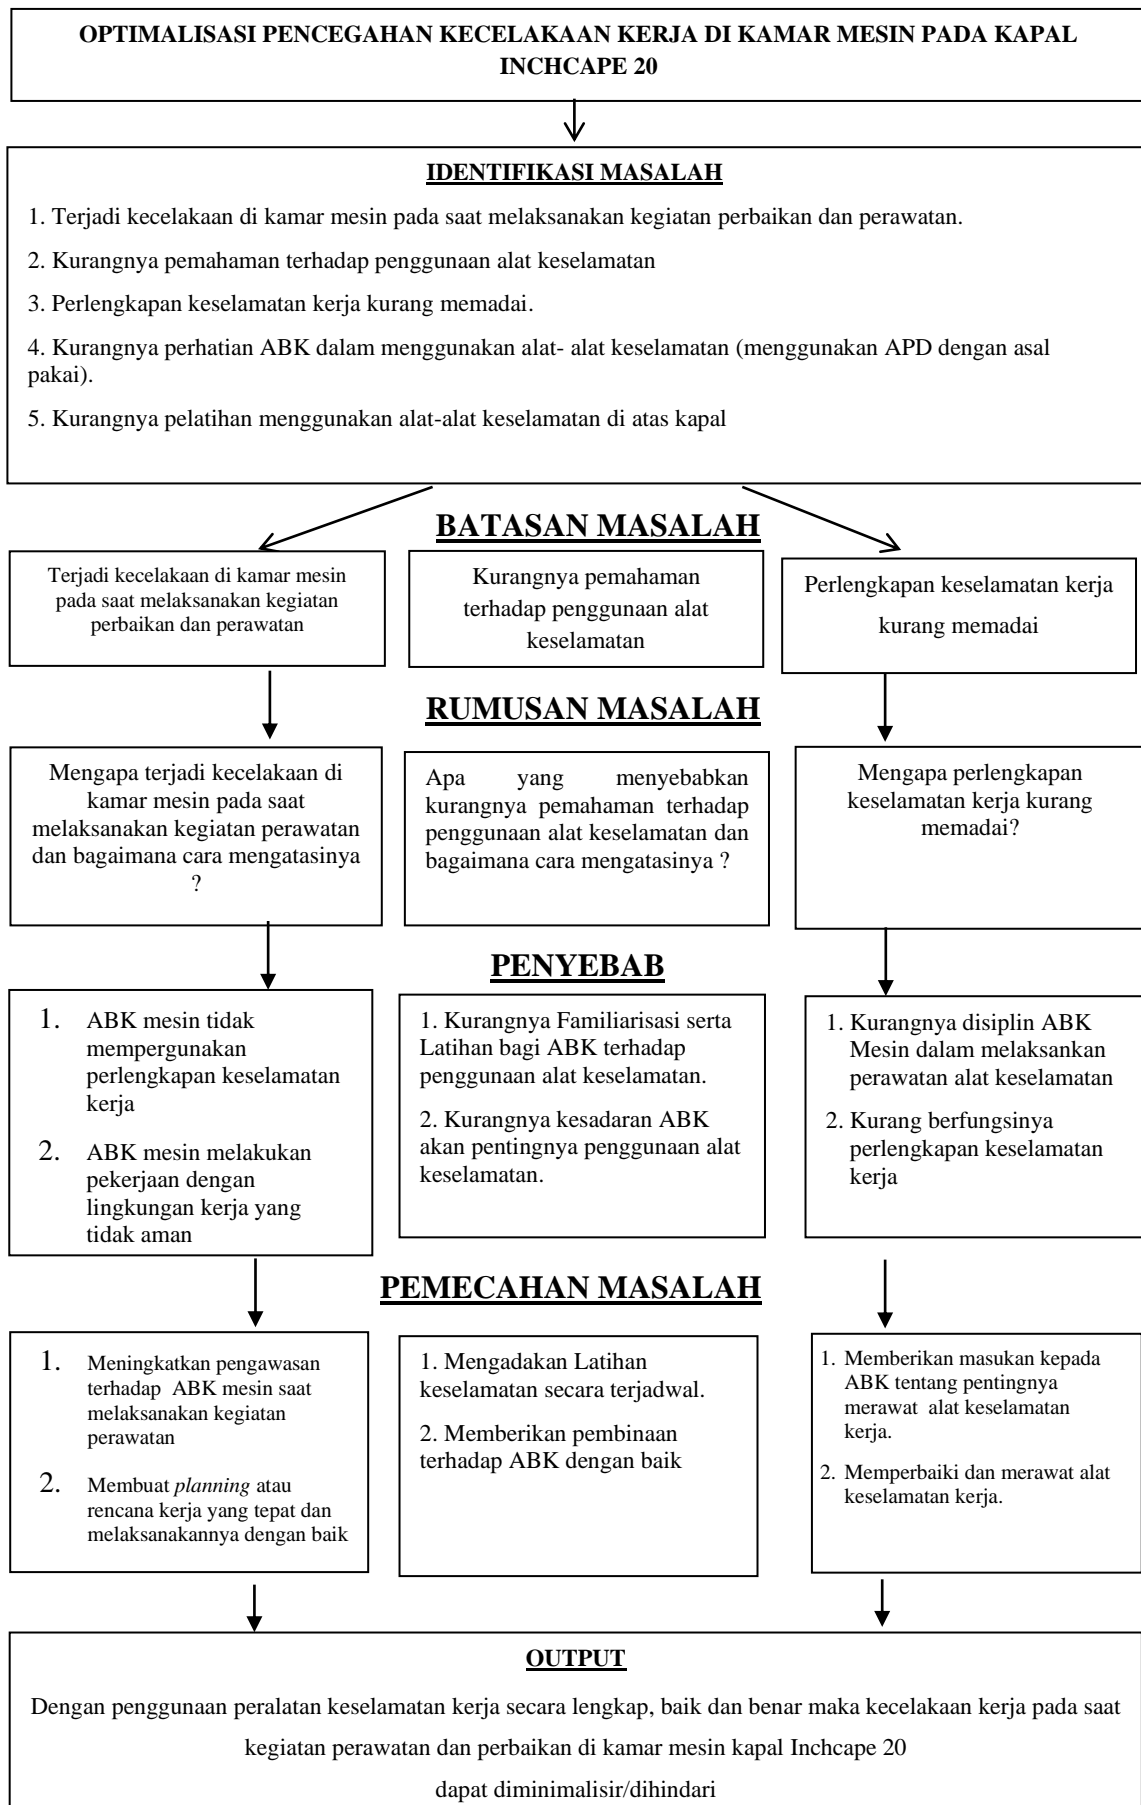 OPTIMALISASI PENCEGAHAN KECELAKAAN KERJA DI KAMAR MESIN PADA KAPAL
INCHCAPE 20
IDENTIFIKASI MASALAH
1. Terjadi kecelakaan di kamar mesin pada saat melaksanakan kegiatan perbaikan dan perawatan.
2. Kurangnya pemahaman terhadap penggunaan alat keselamatan
3. Perlengkapan keselamatan kerja kurang memadai.
4. Kurangnya perhatian ABK dalam menggunakan alat- alat keselamatan (menggunakan APD dengan asal
pakai).
5. Kurangnya pelatihan menggunakan alat-alat keselamatan di atas kapal
BATASAN MASALAH
Terjadi kecelakaan di kamar mesin
pada saat melaksanakan kegiatan
perbaikan dan perawatan
Kurangnya pemahaman
terhadap penggunaan alat
keselamatan
Perlengkapan keselamatan kerja
kurang memadai
RUMUSAN MASALAH
Mengapa terjadi kecelakaan di
kamar mesin pada saat
melaksanakan kegiatan perawatan
dan bagaimana cara mengatasinya
?
Apa yang menyebabkan
kurangnya pemahaman terhadap
penggunaan alat keselamatan dan
bagaimana cara mengatasinya ?
Mengapa perlengkapan
keselamatan kerja kurang
memadai?
PENYEBAB
1. ABK mesin tidak
mempergunakan
perlengkapan keselamatan
kerja
2. ABK mesin melakukan
pekerjaan dengan
lingkungan kerja yang
tidak aman
1. Kurangnya Familiarisasi serta
Latihan bagi ABK terhadap
penggunaan alat keselamatan.
2. Kurangnya kesadaran ABK
akan pentingnya penggunaan alat
keselamatan.
1. Kurangnya disiplin ABK
Mesin dalam melaksankan
perawatan alat keselamatan
2. Kurang berfungsinya
perlengkapan keselamatan
kerja
PEMECAHAN MASALAH
1. Meningkatkan pengawasan
terhadap ABK mesin saat
melaksanakan kegiatan
perawatan
2. Membuat planning atau
rencana kerja yang tepat dan
melaksanakannya dengan baik
1. Mengadakan Latihan
keselamatan secara terjadwal.
2. Memberikan pembinaan
terhadap ABK dengan baik
1. Memberikan masukan kepada
ABK tentang pentingnya
merawat alat keselamatan
kerja.
2. Memperbaiki dan merawat alat
keselamatan kerja.
OUTPUT
Dengan penggunaan peralatan keselamatan kerja secara lengkap, baik dan benar maka kecelakaan kerja pada saat
kegiatan perawatan dan perbaikan di kamar mesin kapal Inchcape 20
dapat diminimalisir/dihindari